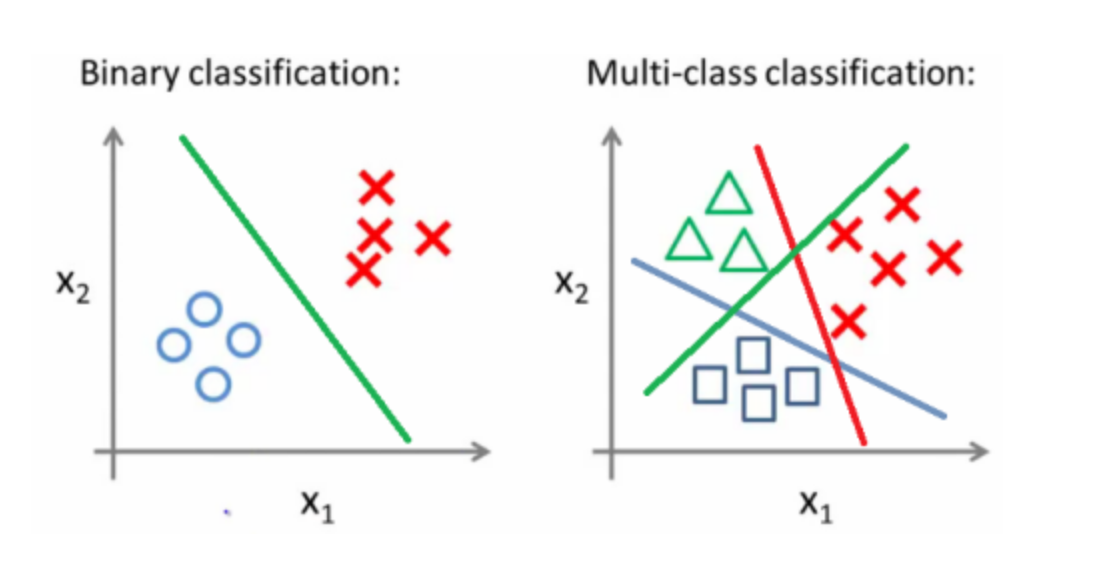 Binary classification:
x₂
x₁
Multi-class classification:
x₂
x₁